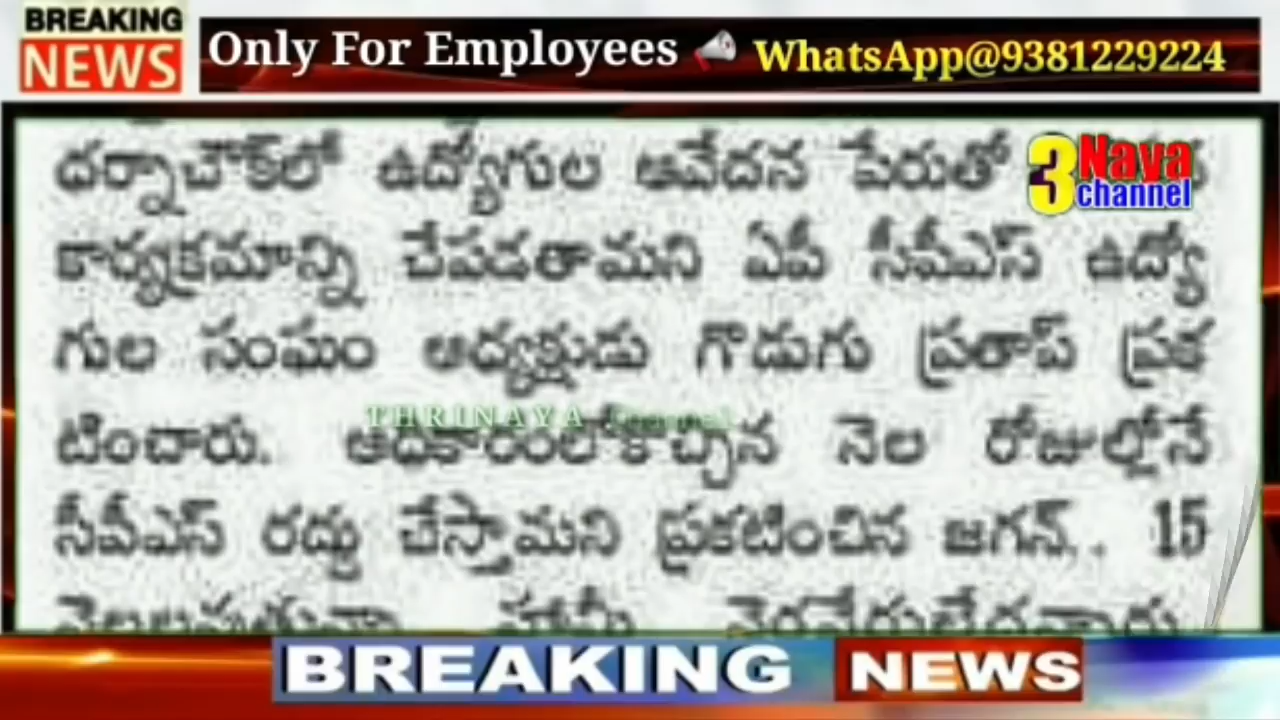 BREAKING
NEWS
Only For Employees
WhatsApp@9381229224
3 Naya
channel
ధర్నాచౌక్‌లో ఉద్యోగుల ఆవేదన పేరుతో
కార్యక్రమాన్ని చేపడతామని ఏపీ సీపీఎస్ ఉద్యో
గుల సంఘం అధ్యక్షుడు గొడుగు ప్రతాప్ ప్రక
టించారు. అధికారంలోకొచ్చిన నెల రోజుల్లోనే
THRINAYA channel
సీపీఎస్ రద్దు చేస్తామని ప్రకటించిన జగన్.. 15
BREAKING NEWS